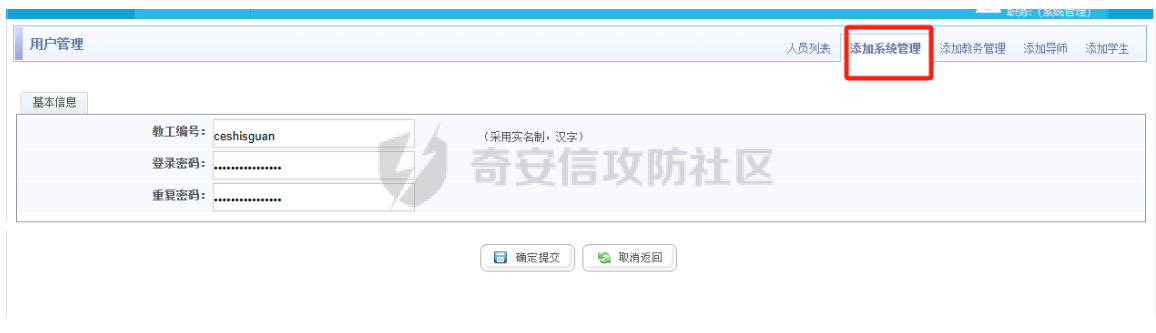 职务:（系统管理）
用户管理
人员列表 添加系统管理 添加教务管理 添加导师 添加学生
基本信息
教工编号： ceshisguan （采用实名制，汉字）
登录密码： ••••••••••••••••
重复密码： ••••••••••••••••
奇安信攻防社区
确定提交 取消返回